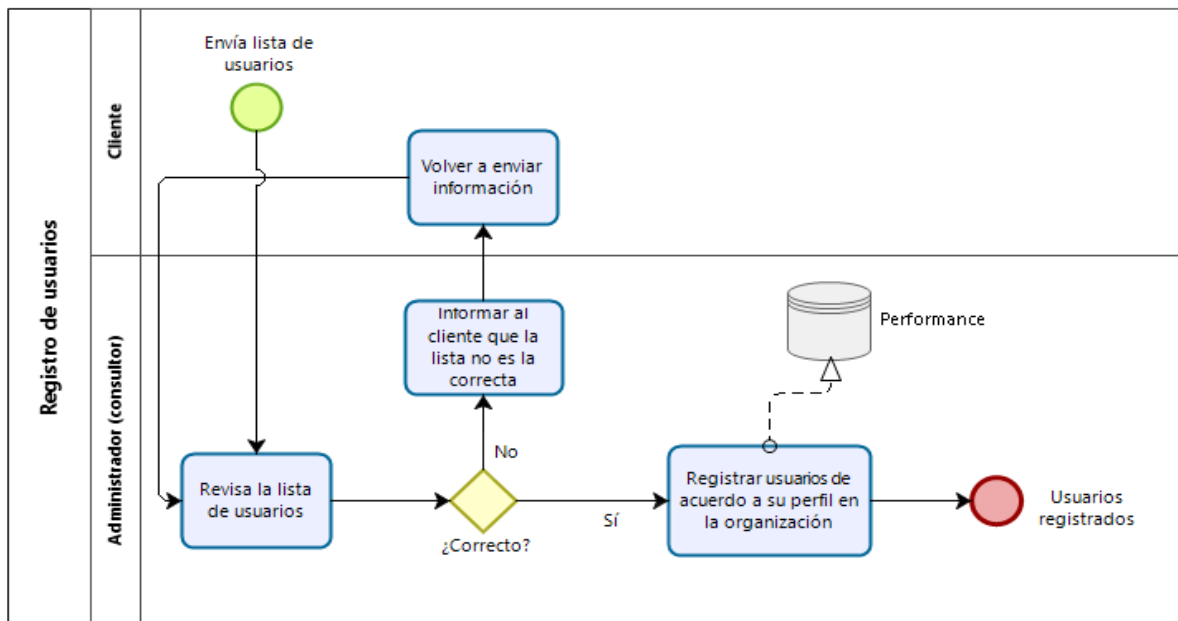 Registro de usuarios
Cliente
Envía lista de
usuarios
Volver a enviar
información
Administrador (consultor)
Informar al
cliente que la
lista no es la
correcta
Performance
Revisa la lista
de usuarios
No
¿Correcto?
Sí
Registrar usuarios de
acuerdo a su perfil en
la organización
Usuarios
registrados